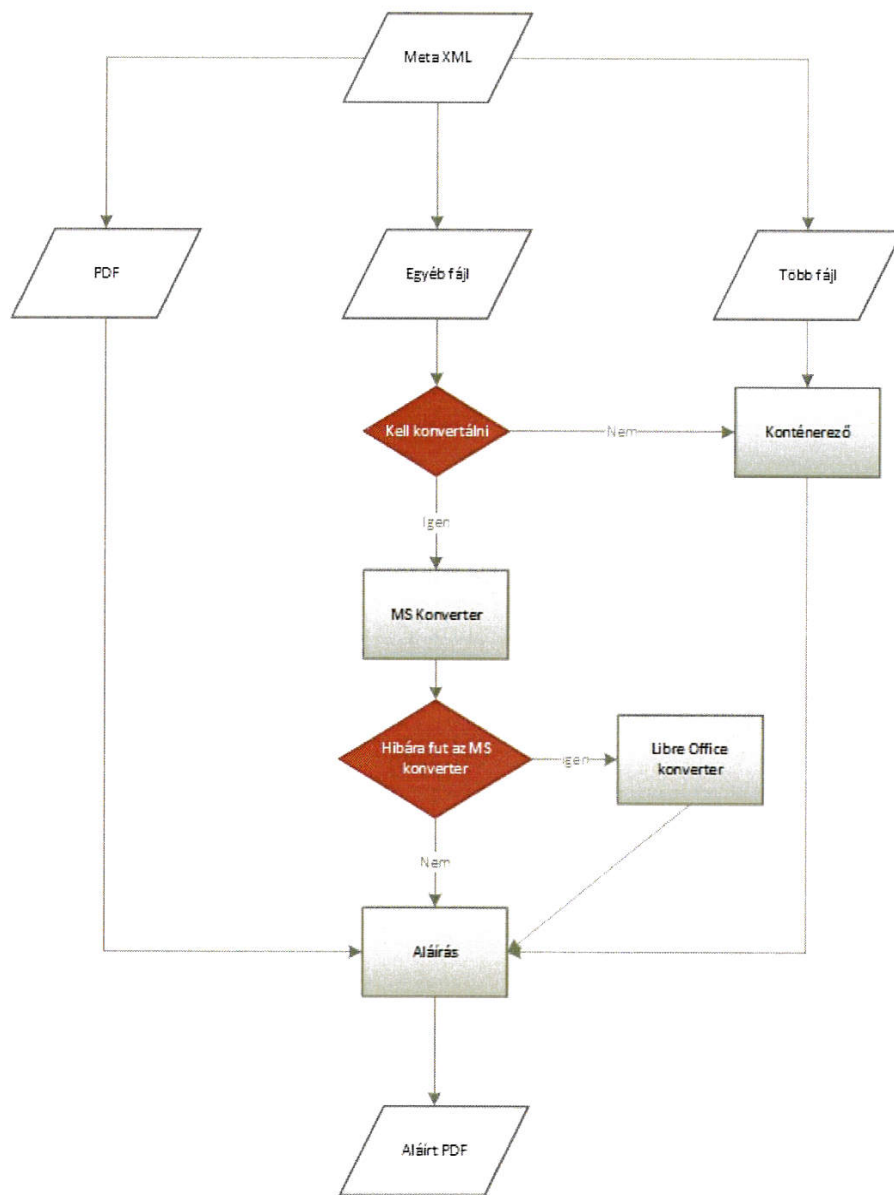 Meta XML
PDF
Egyéb fájl
Több fájl
Kell konvertálni
Nem
Konténerező
Igen
MS Konverter
Hibára fut az MS
konverter
Igen
Libre Office
konverter
Nem
Aláírás
Aláírt PDF